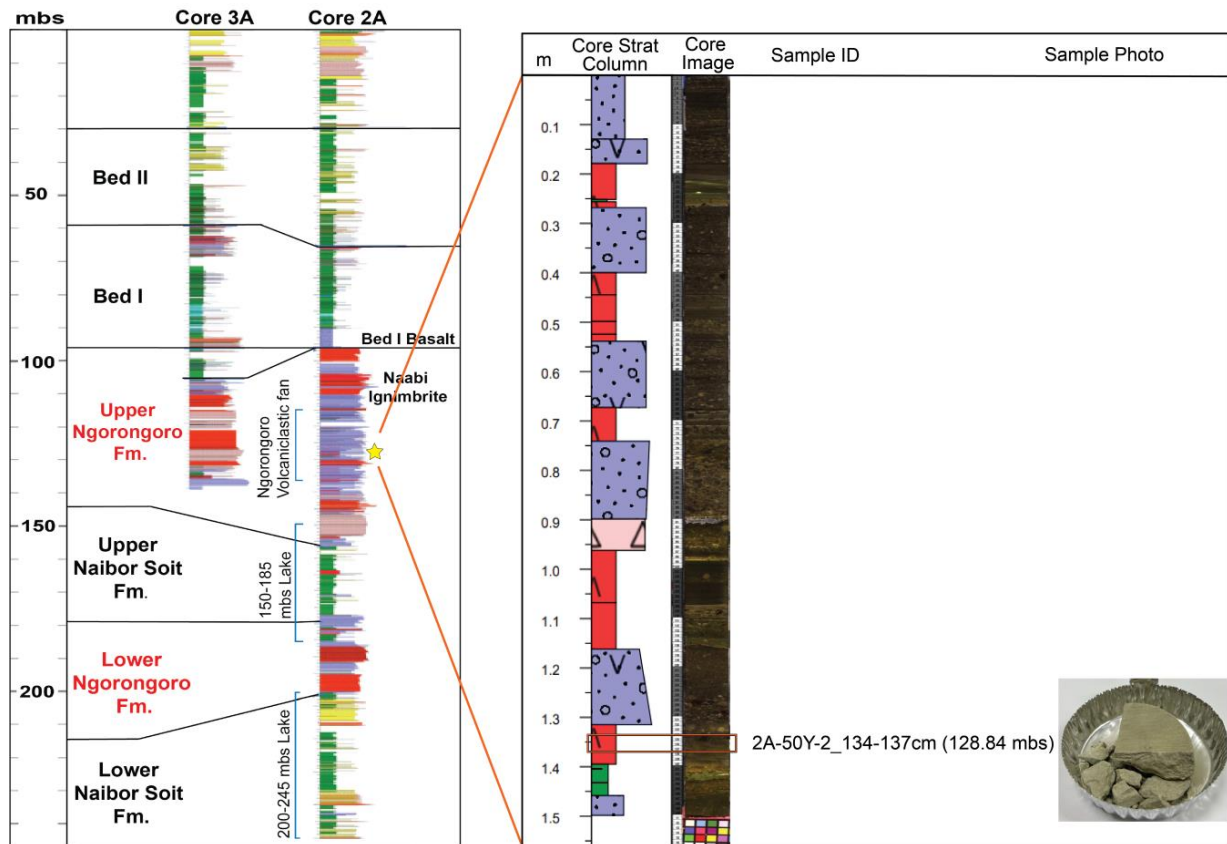 mbs
Core 3A
Core 2A
50
100
150
200
Bed II
Bed I
Bed I Basalt
Naabi
Ignimbrite
Upper
Ngorongoro
Fm.
Ngorongoro
Volcaniclastic fan
Upper
Naibor Soit
Fm.
150-185
mbs Lake
Lower
Ngorongoro
Fm.
200-245 mbs Lake
Lower
Naibor Soit
Fm.
m
Core Strat
Column
Core
Image
Sample ID
Sample Photo
0.1
0.2
0.3
0.4
0.5
0.6
0.7
0.8
0.9
1.0
1.1
1.2
1.3
1.4
1.5
2A-50Y-2_134-137cm (128.84 mbs)